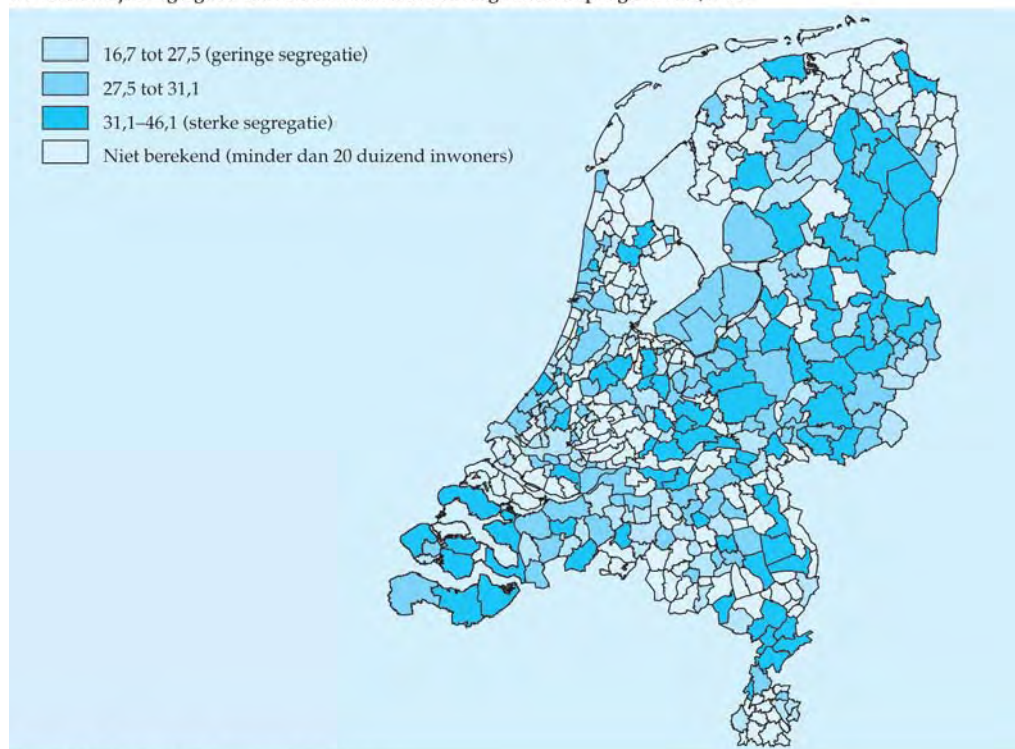 16,7 tot 27,5 (geringe segregatie)
27,5 tot 31,1
31,1–46,1 (sterke segregatie)
Niet berekend (minder dan 20 duizend inwoners)